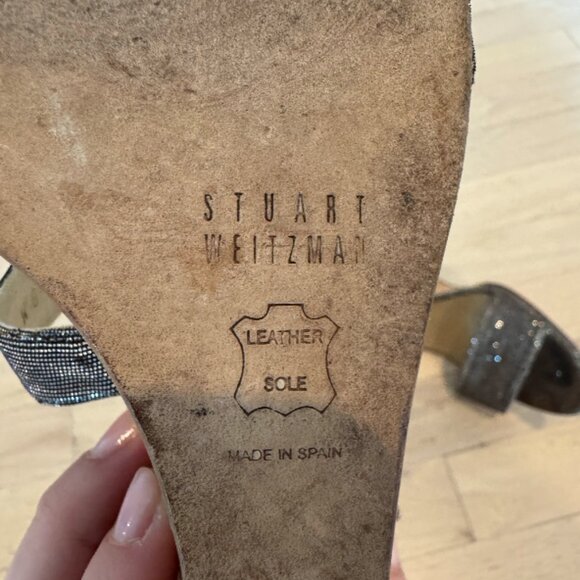 STUART
WEITZMAN
LEATHER
SOLE
MADE IN SPAIN